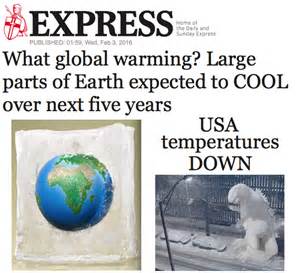 EXPRESS
Home of
the Daily and
Sunday Express
PUBLISHED: 01:59, Wed, Feb 3, 2016
What global warming? Large
parts of Earth expected to COOL
over next five years
USA
temperatures
DOWN